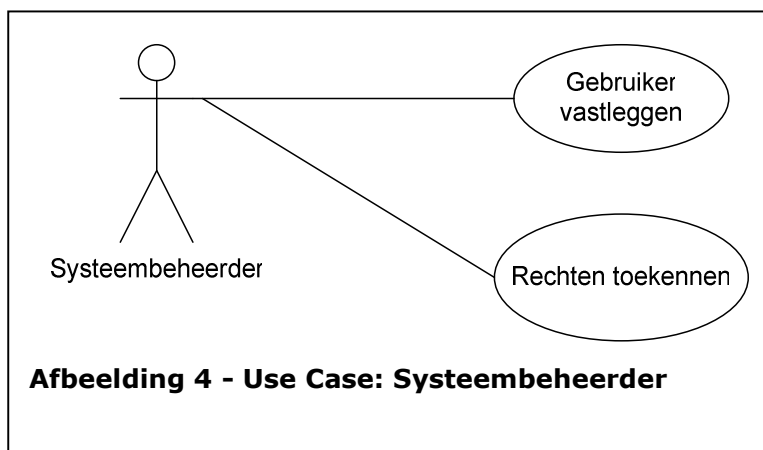 Gebruiker
vastleggen
Systeembeheerder
Rechten toekennen
Afbeelding 4 - Use Case: Systeembeheerder